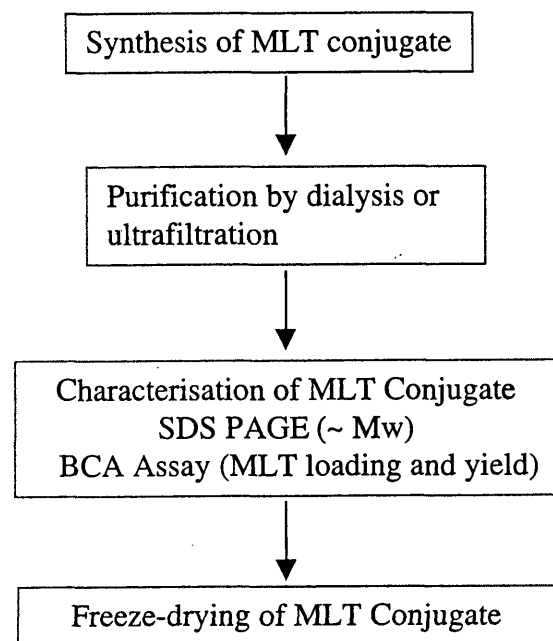 Synthesis of MLT conjugate
Purification by dialysis or
ultrafiltration
Characterisation of MLT Conjugate
SDS PAGE (~ Mw)
BCA Assay (MLT loading and yield)
Freeze-drying of MLT Conjugate